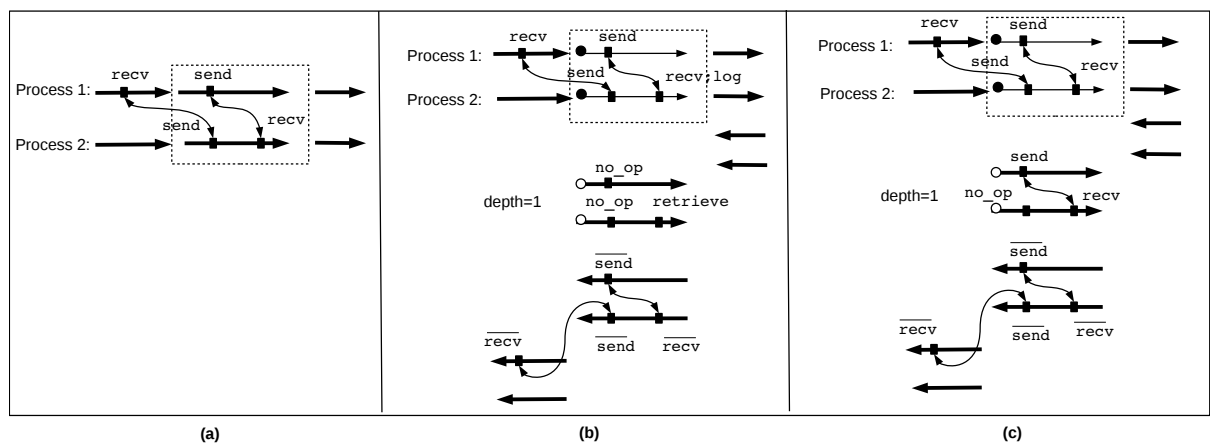 recv
send
Process 1:
send
recv
Process 2:
(a)
send
recv
Process 1:
send
recv,log
Process 2:
no_op
depth=1
no_op
retrieve
send
recv
send
recv
(b)
recv
send
Process 1:
send
recv
Process 2:
send
no_op
recv
depth=1
send
recv
send
recv
(c)